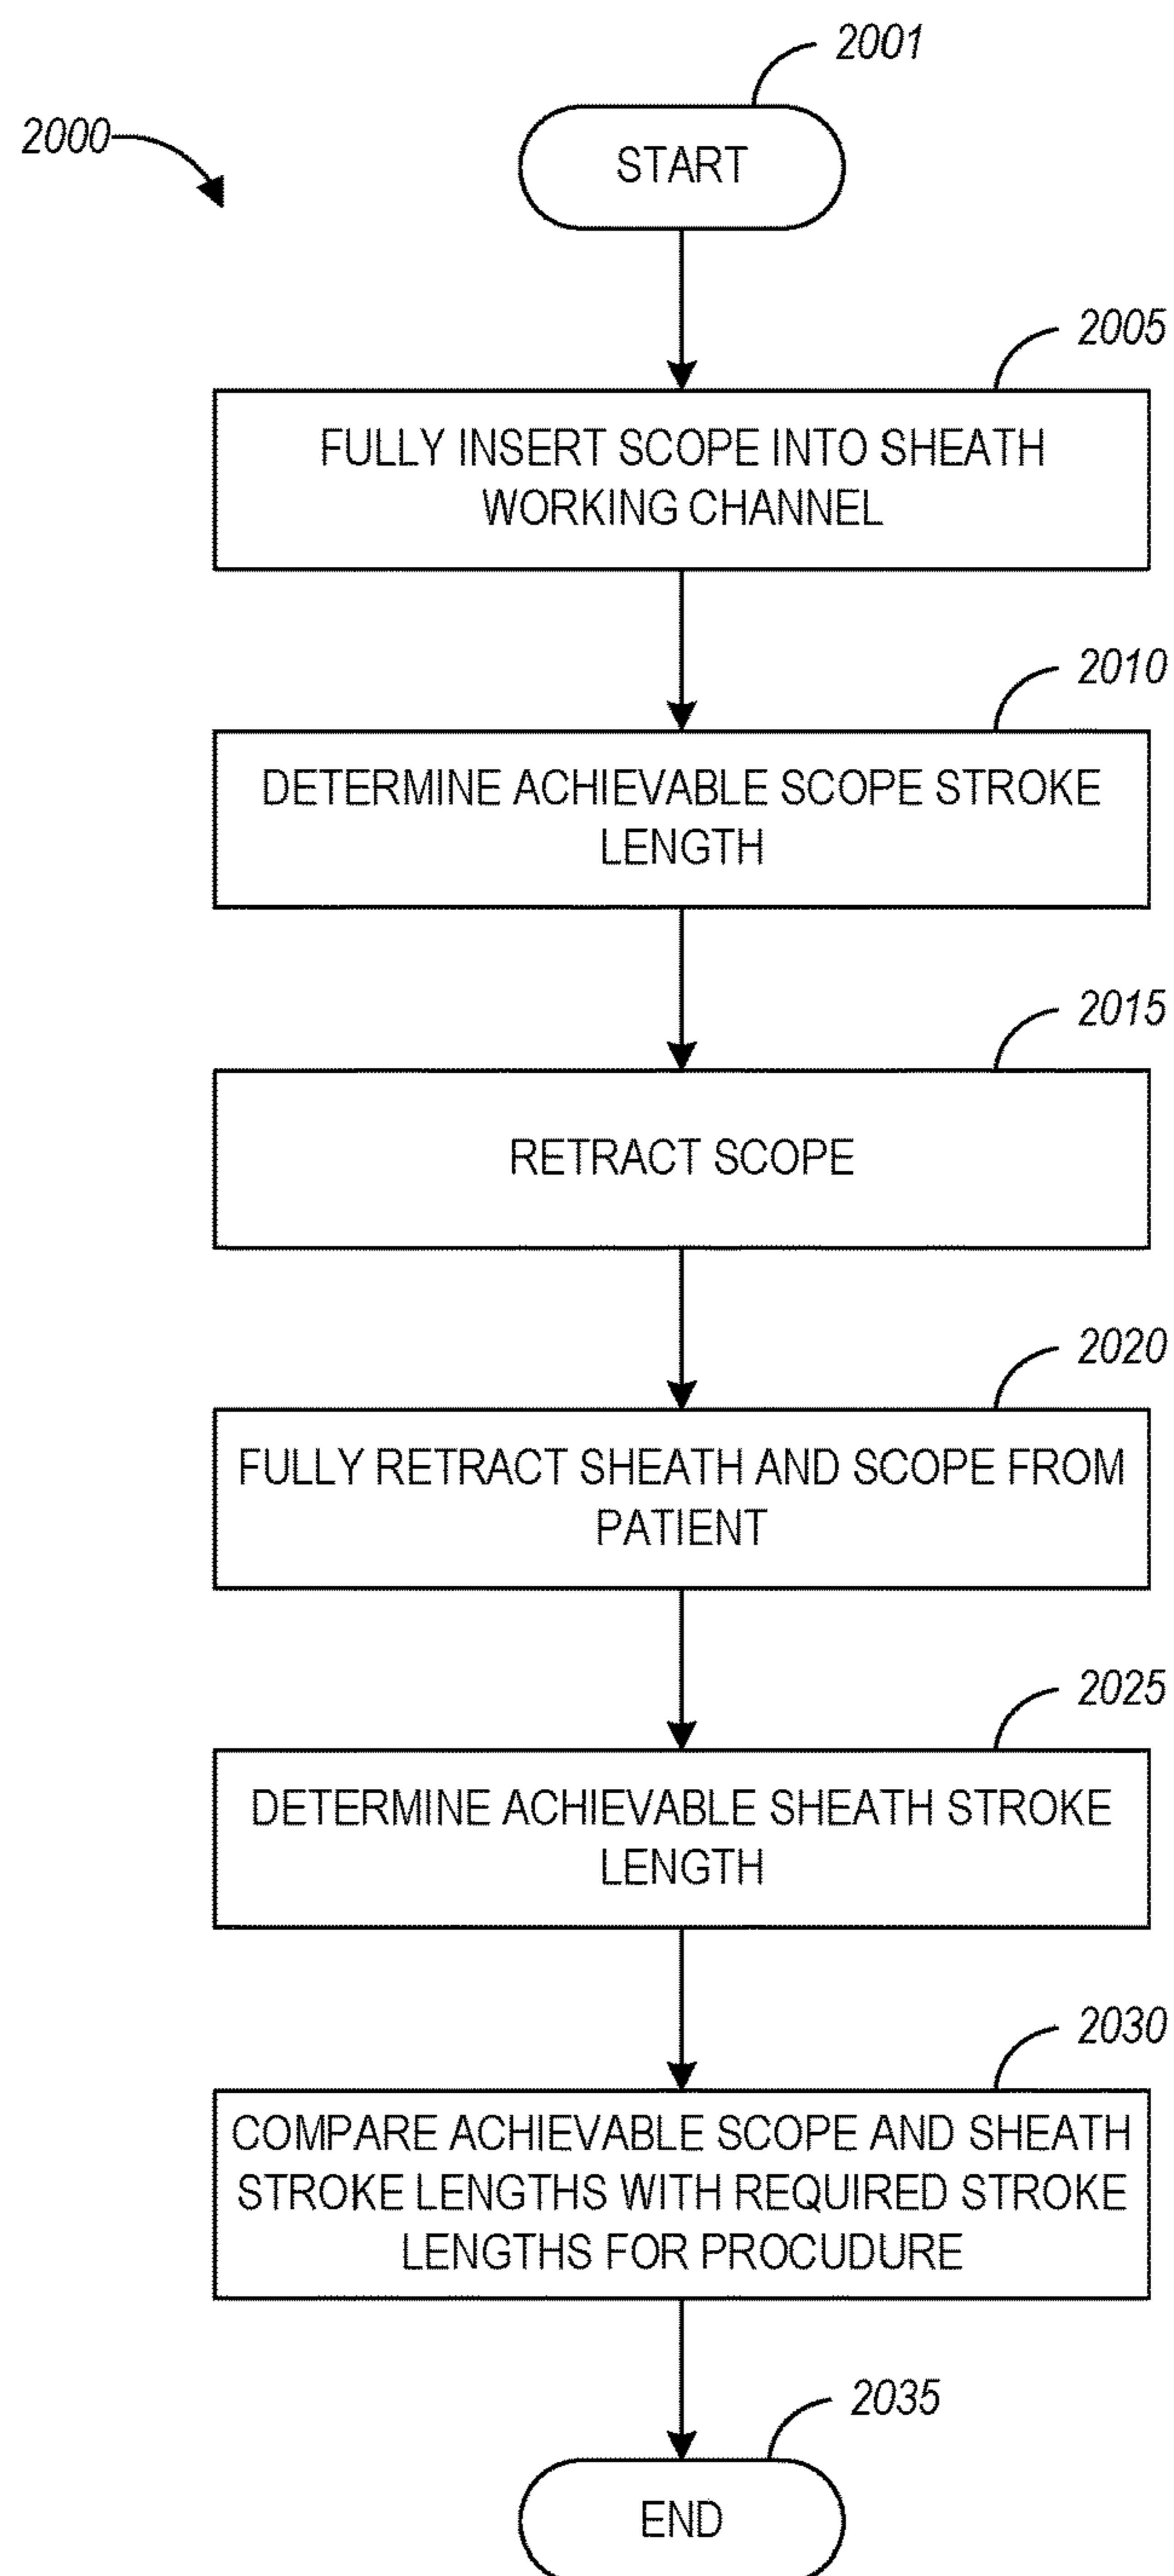 2001
2000
START
2005
FULLY INSERT SCOPE INTO SHEATH
WORKING CHANNEL
2010
DETERMINE ACHIEVABLE SCOPE STROKE
LENGTH
2015
RETRACT SCOPE
2020
FULLY RETRACT SHEATH AND SCOPE FROM
PATIENT
2025
DETERMINE ACHIEVABLE SHEATH STROKE
LENGTH
2030
COMPARE ACHIEVABLE SCOPE AND SHEATH
STROKE LENGTHS WITH REQUIRED STROKE
LENGTHS FOR PROCUDURE
2035
END